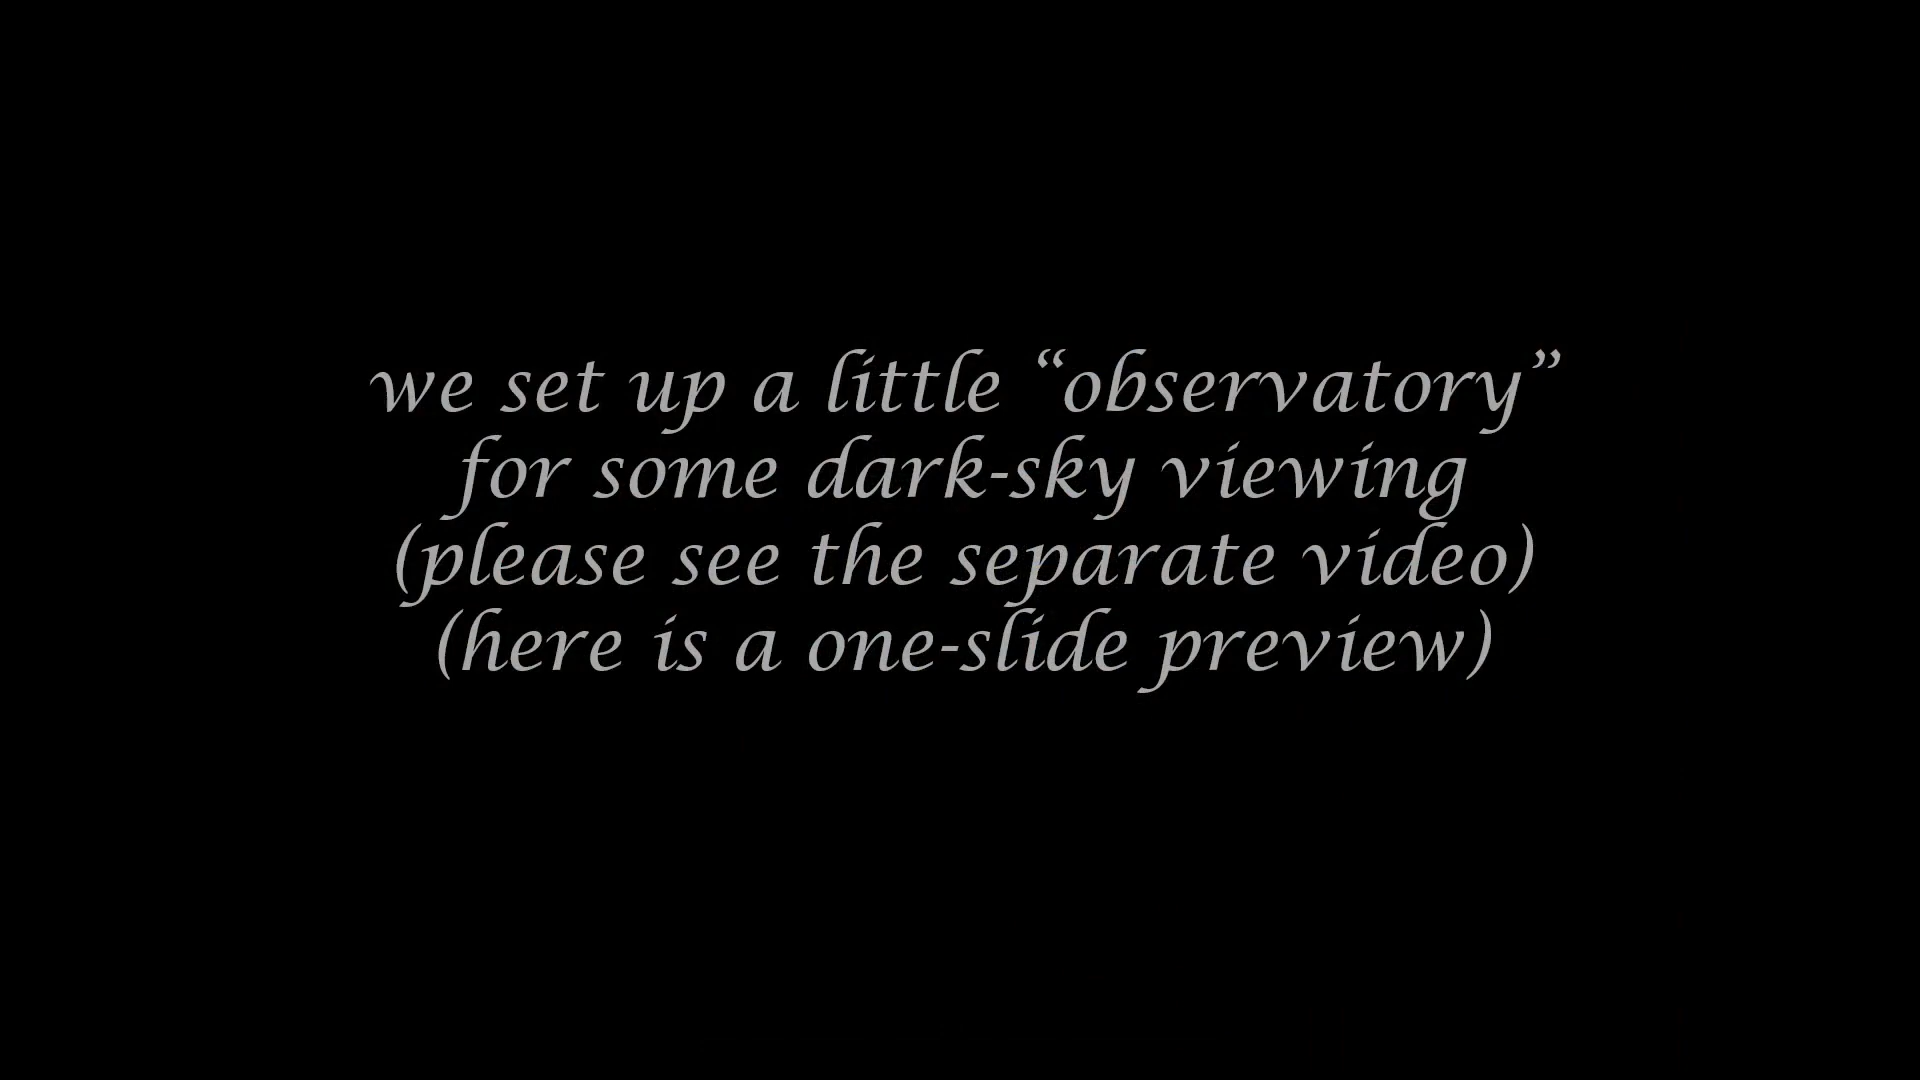 we set up a little “observatory”
for some dark-sky viewing
(please see the separate video)
(here is a one-slide preview)